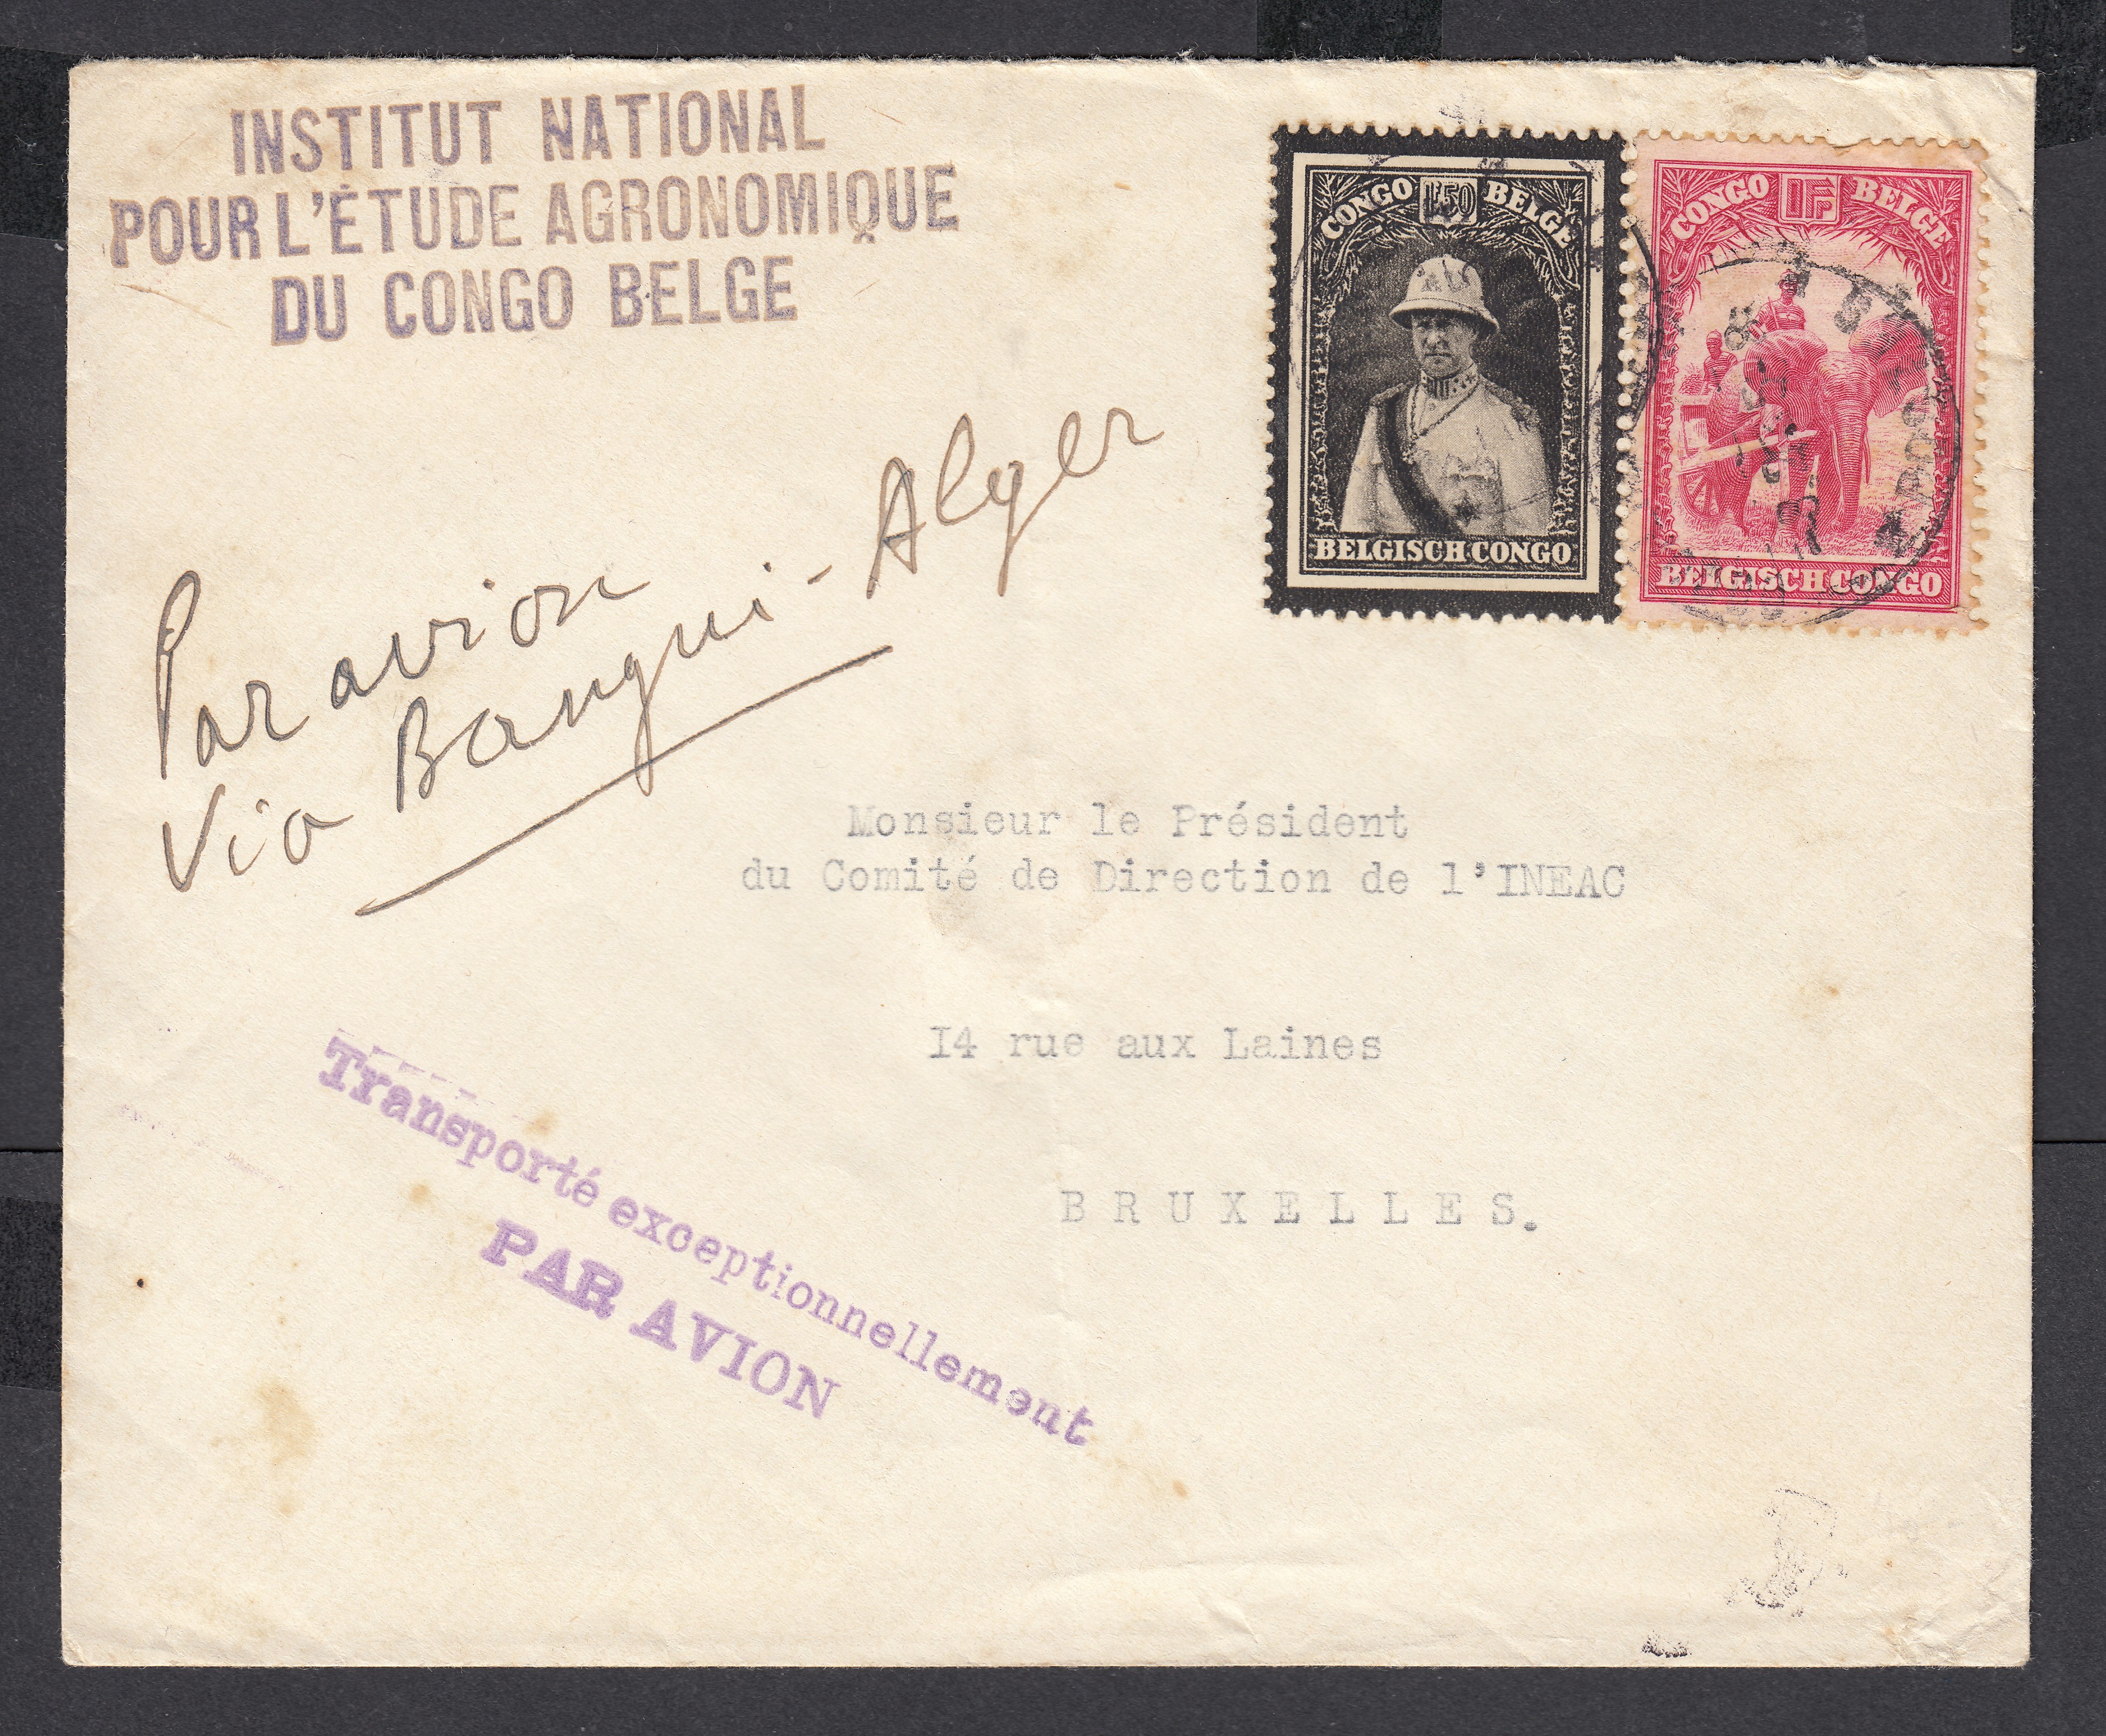 INSTITUT NATIONAL
POUR L'ÉTUDE AGRONOMIQUE
DU CONGO BELGE
CONGO 1F50 BELGE
BELGISCH CONGO
CONGO 1F BELGE
BELGISCH CONGO
Par avion
Via Bangui-Alger
Monsieur le Président
du Comité de Direction de l'INEAC
14 rue aux Laines
BRUXELLES.
Transporté exceptionnellement
PAR AVION